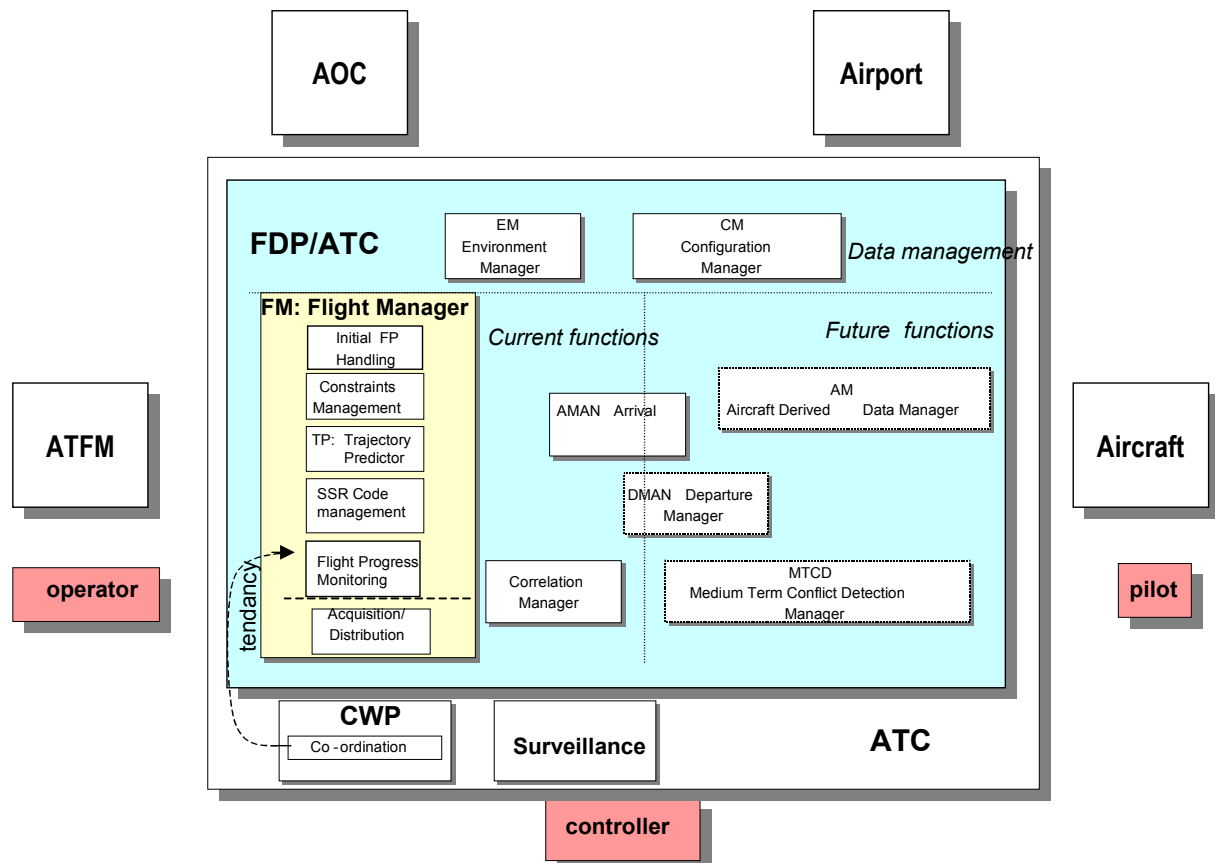 AOC
Airport
FDP/ATC
EM
Environment
Manager
CM
Configuration
Manager
Data management
FM: Flight Manager
Initial FP
Handling
Constraints
Management
TP: Trajectory
Predictor
SSR Code
management
Flight Progress
Monitoring
Acquisition/
Distribution
tendancy
Current functions
Future functions
AMAN Arrival
AM
Aircraft Derived Data Manager
DMAN Departure
Manager
Correlation
Manager
MTCD
Medium Term Conflict Detection
Manager
ATFM
operator
Aircraft
pilot
CWP
Co-ordination
Surveillance
ATC
controller